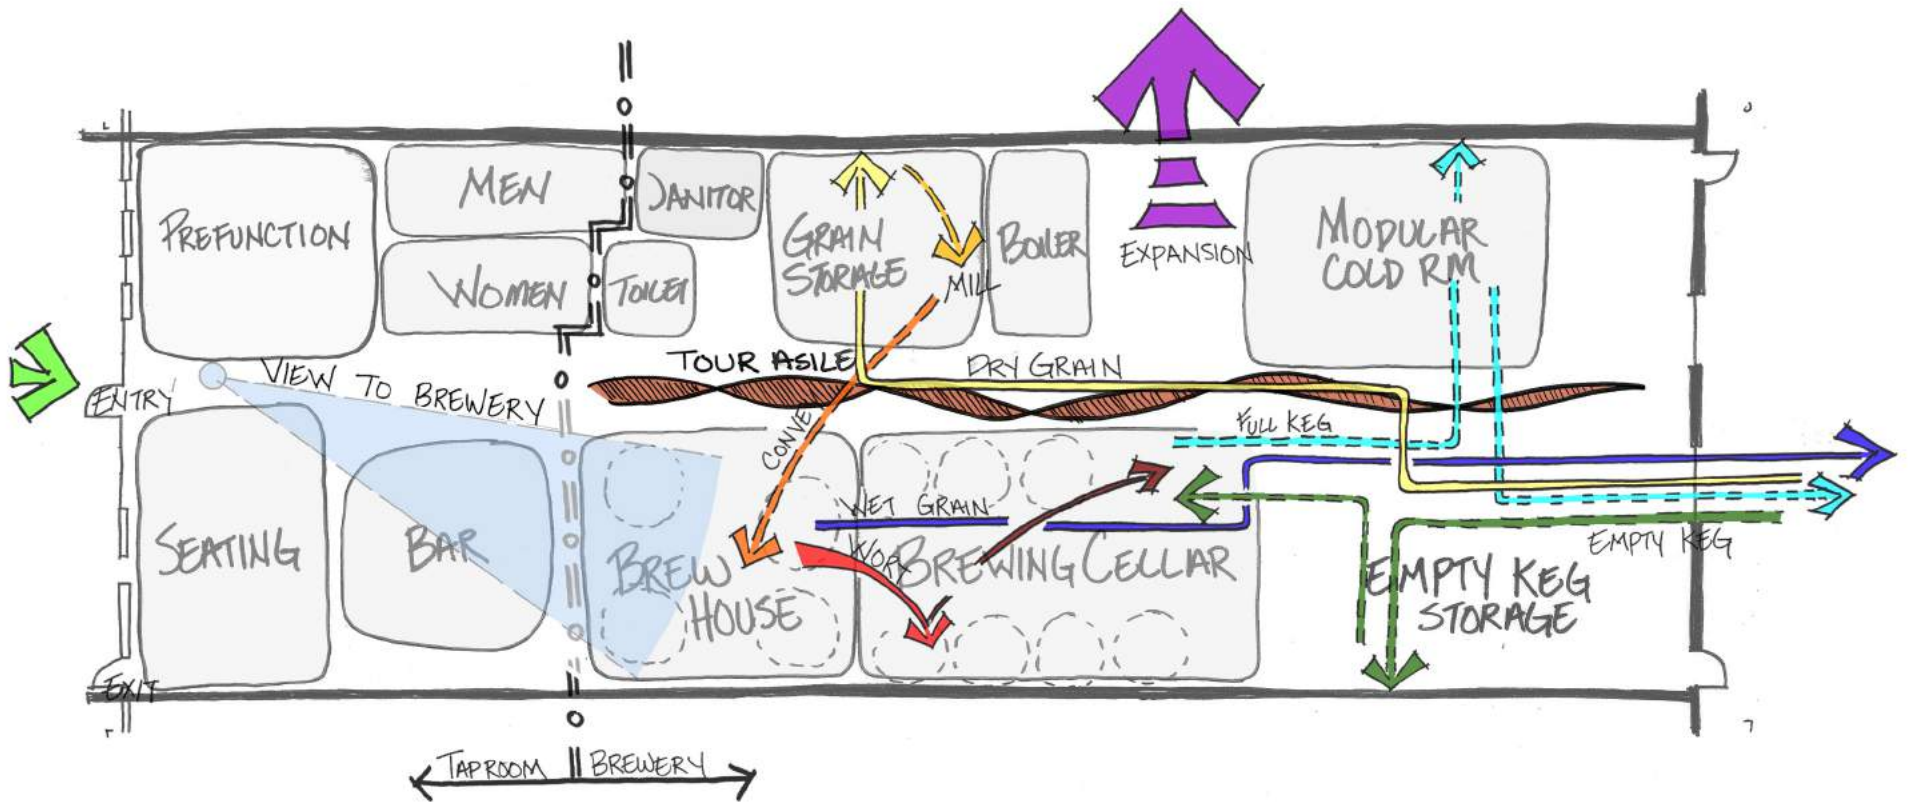 MEN
JANITOR
PREFUNCTION
GRAIN
STORAGE
BOILER
EXPANSION
MODULAR
COLD RM
WOMEN
TOILET
MILL
TOUR ASILE
DRY GRAIN
VIEW TO BREWERY
ENTRY
FULL KEG
CONVE
WET GRAIN
SEATING
BAR
BREW
HOUSE
WORT
BREWING CELLAR
EMPTY KEG
EMPTY KEG
STORAGE
EXIT
TAPROOM
BREWERY